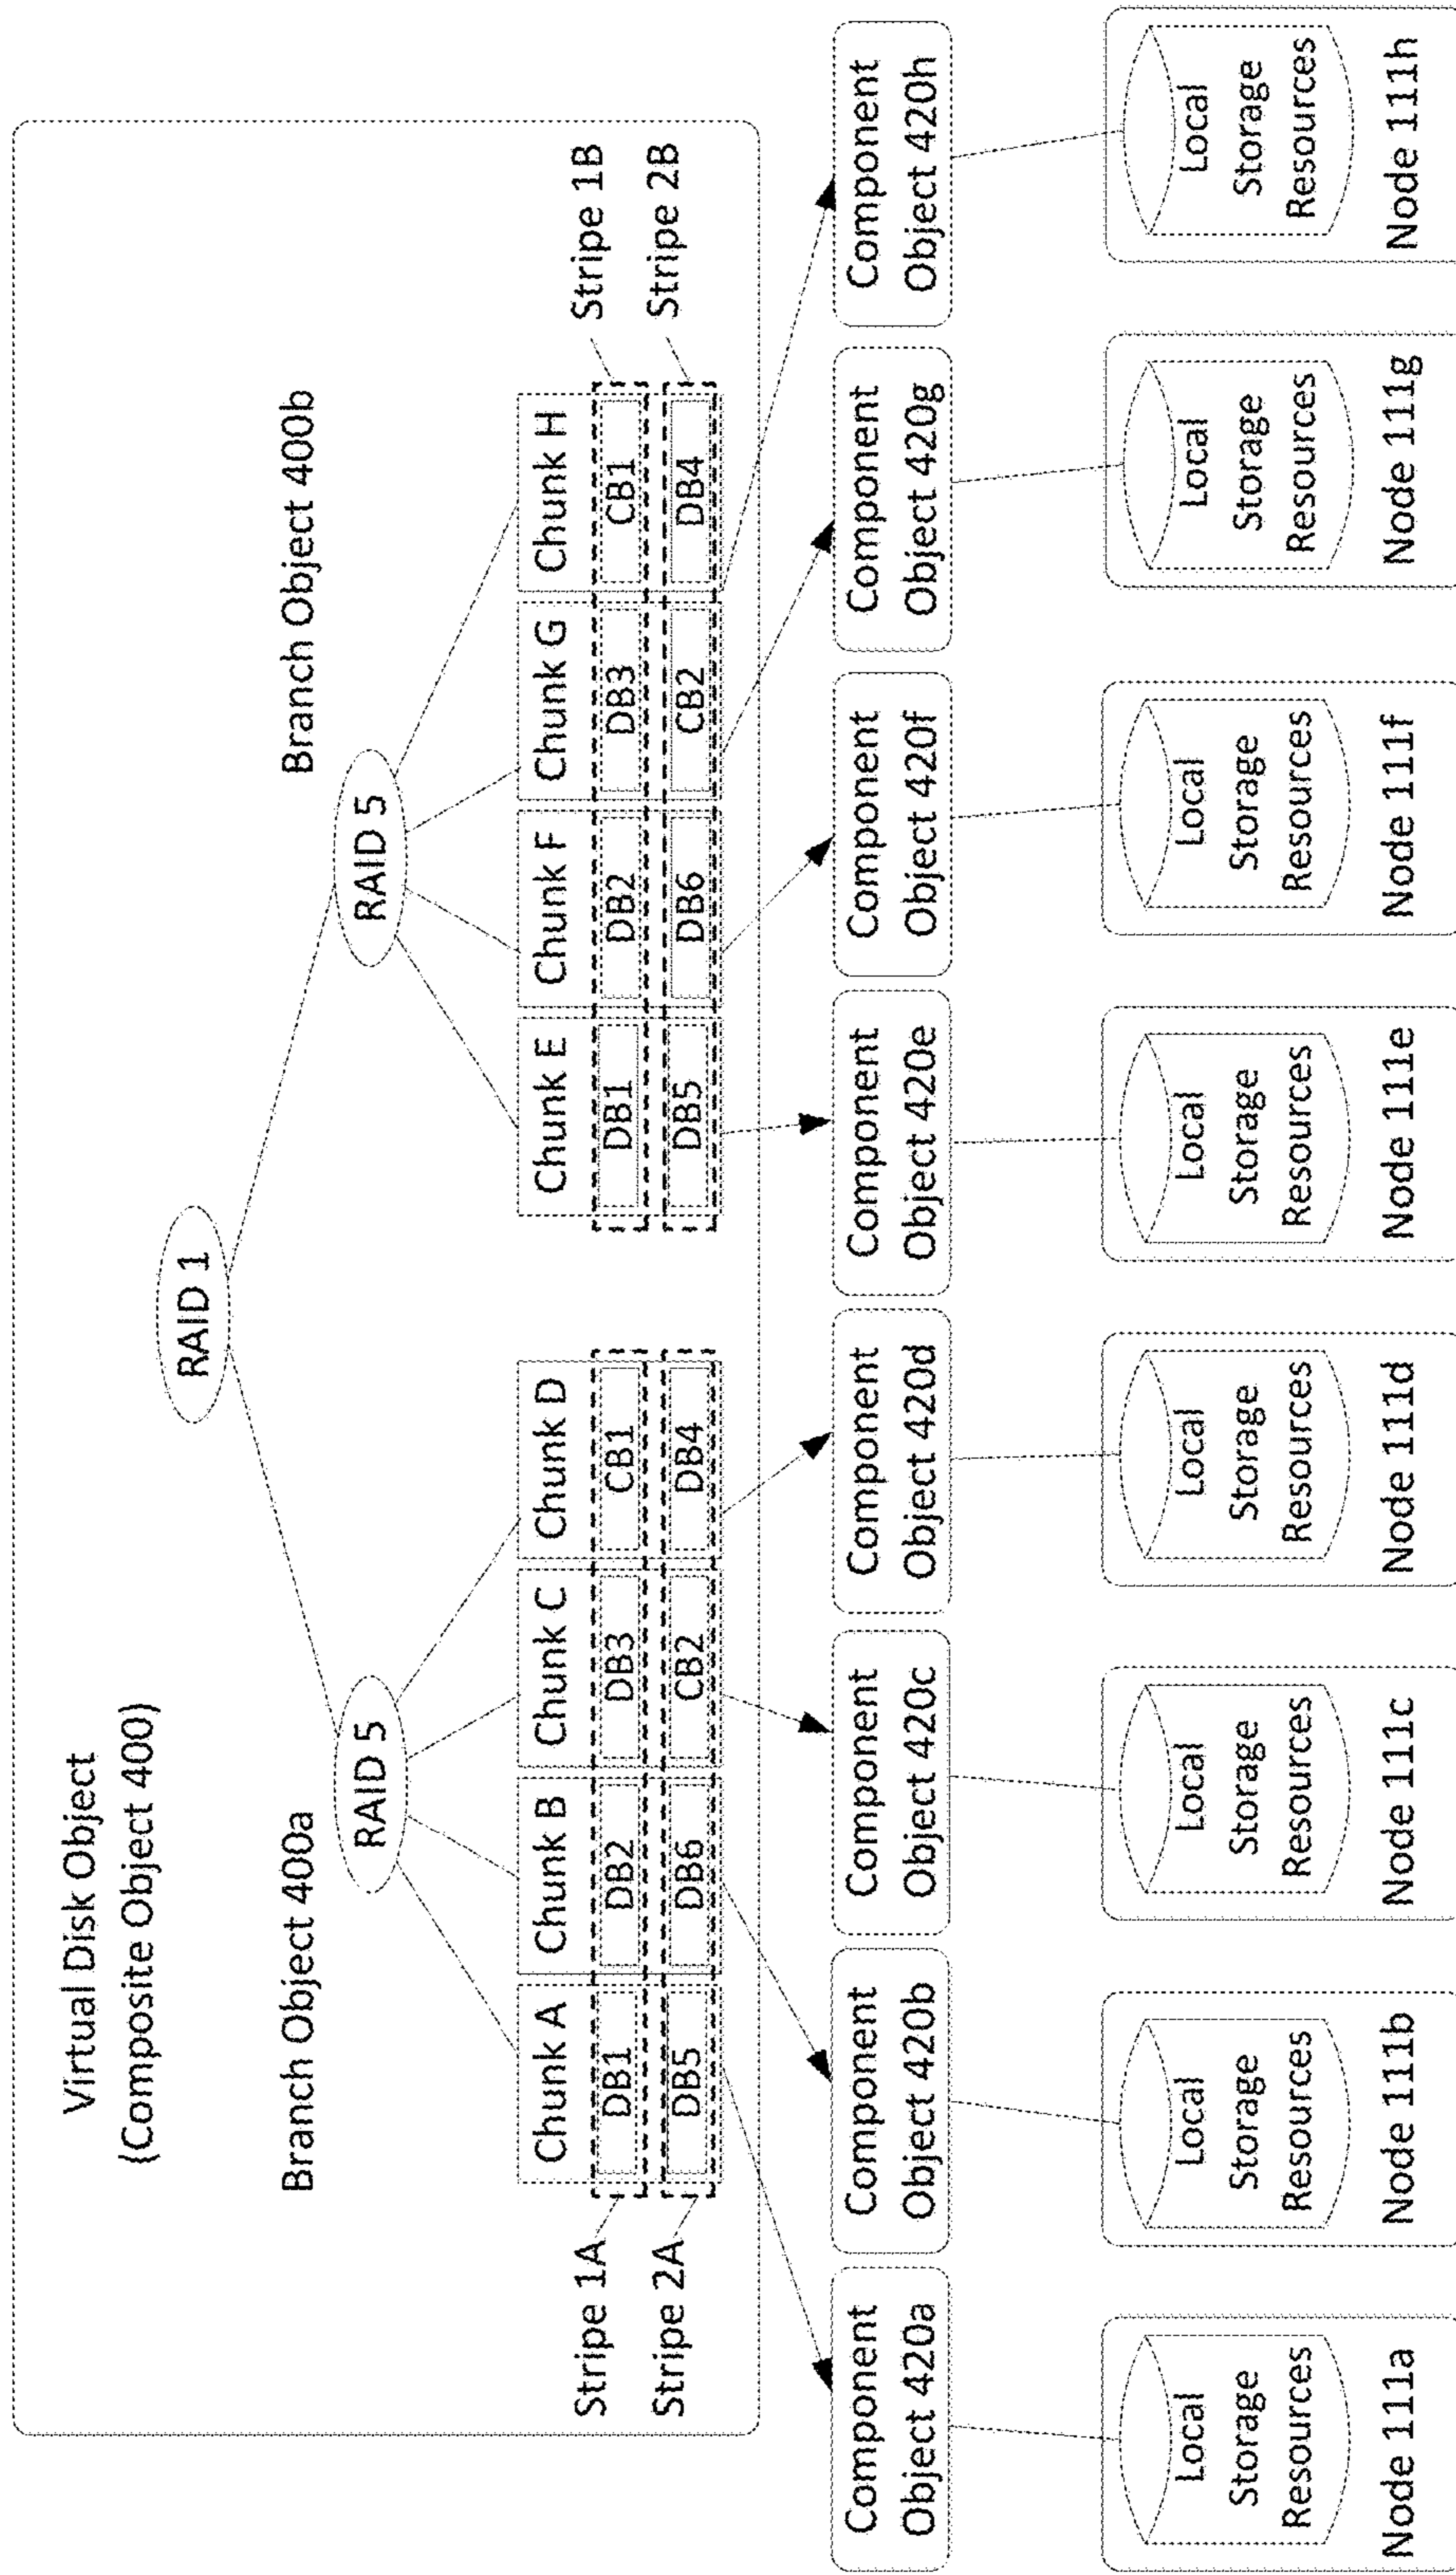 Virtual Disk Object
(Composite Object 400)
RAID 1
Branch Object 400a
Branch Object 400b
RAID 5
RAID 5
Chunk A
Chunk B
Chunk C
Chunk D
Chunk E
Chunk F
Chunk G
Chunk H
Stripe 1A
DB1
DB2
DB3
CB1
DB1
DB2
DB3
CB1
Stripe 1B
Stripe 2A
DB5
DB6
CB2
DB4
DB5
DB6
CB2
DB4
Stripe 2B
Component
Object 420a
Component
Object 420b
Component
Object 420c
Component
Object 420d
Component
Object 420e
Component
Object 420f
Component
Object 420g
Component
Object 420h
Local
Storage
Resources
Node 111a
Local
Storage
Resources
Node 111b
Local
Storage
Resources
Node 111c
Local
Storage
Resources
Node 111d
Local
Storage
Resources
Node 111e
Local
Storage
Resources
Node 111f
Local
Storage
Resources
Node 111g
Local
Storage
Resources
Node 111h